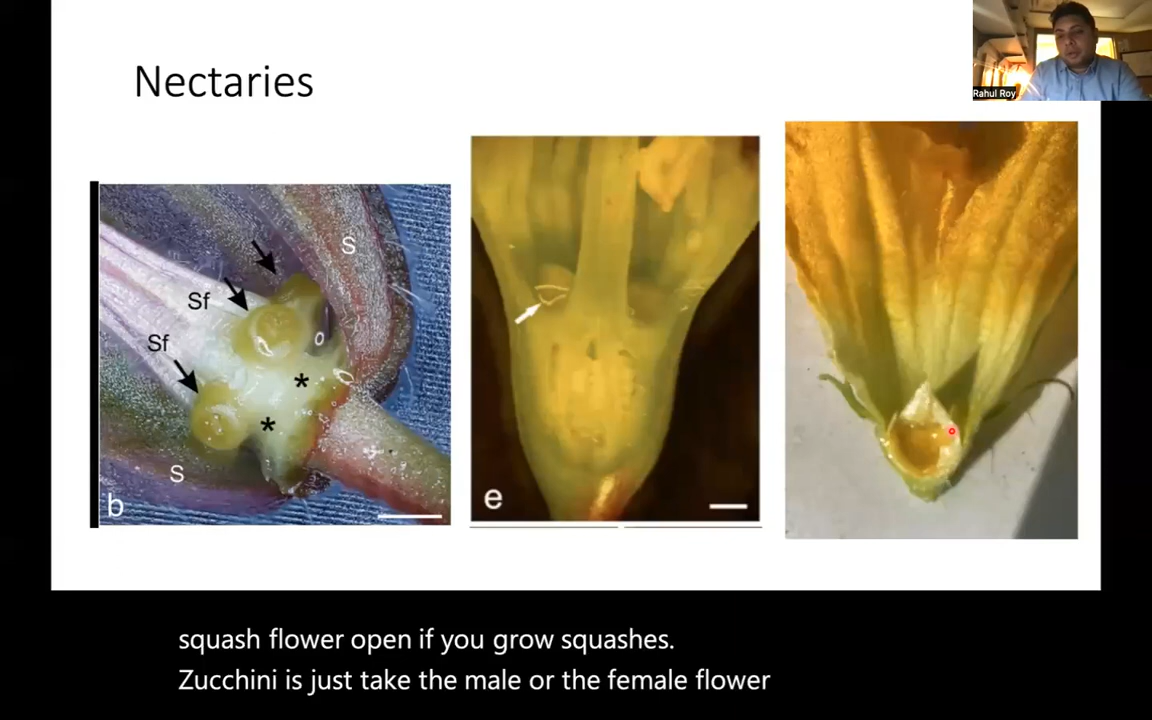 Nectaries
Rahul Roy
S
Sf
Sf
*
*
S
b
e
squash flower open if you grow squashes.
Zucchini is just take the male or the female flower